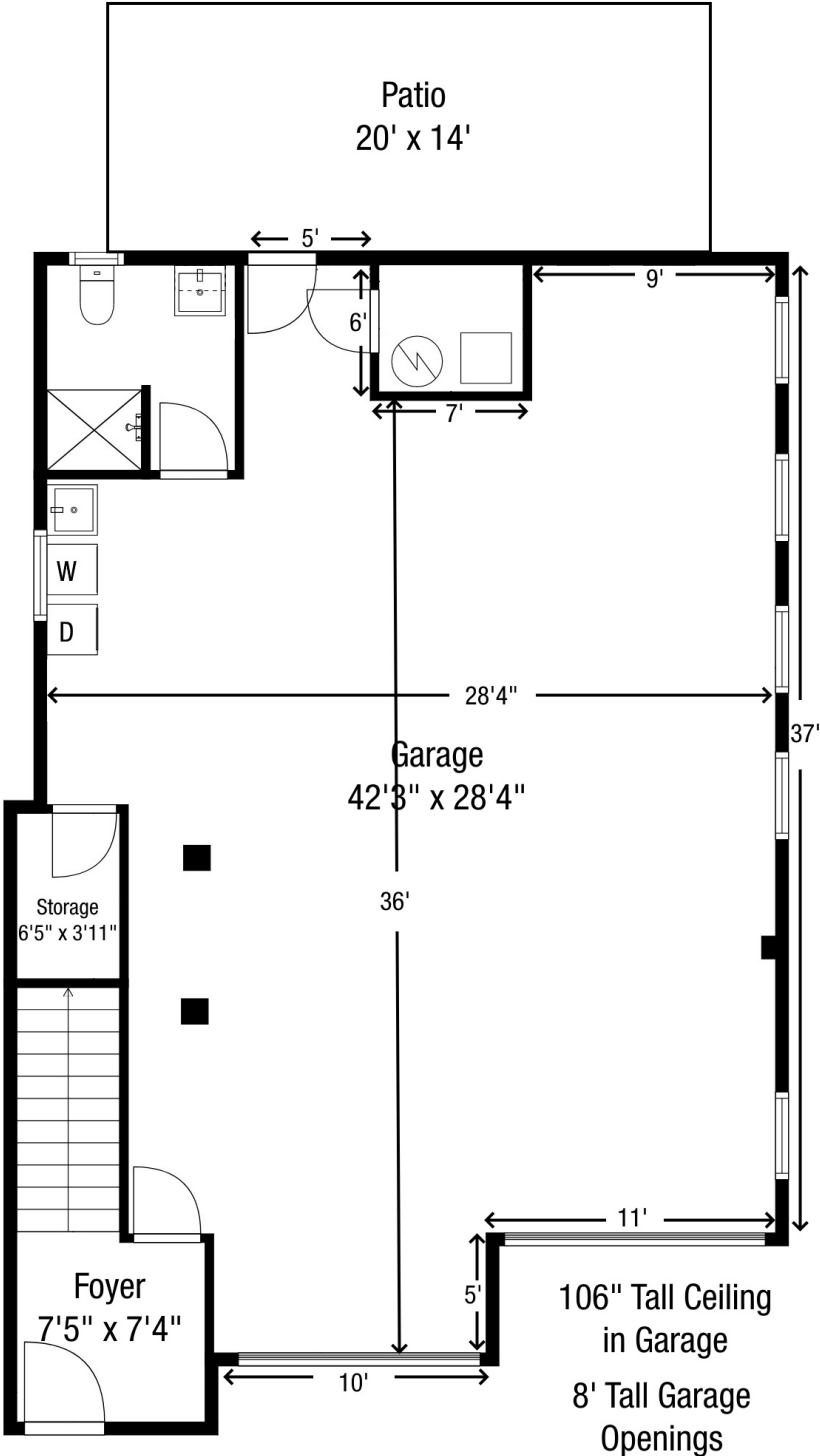 Patio
20' x 14'
5'
9'
6'
7'
W
D
28'4"
37'
Garage
42'3" x 28'4"
36'
Storage
6'5" x 3'11"
11'
5'
Foyer
7'5" x 7'4"
10'
106" Tall Ceiling
in Garage
8' Tall Garage
Openings